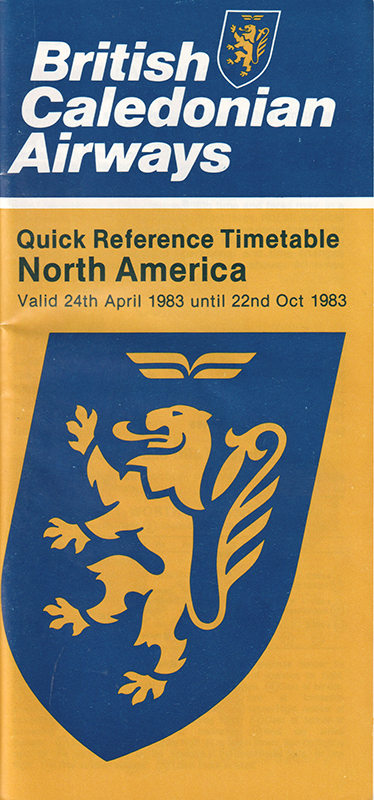 British
Caledonian
Airways
Quick Reference Timetable
North America
Valid 24th April 1983 until 22nd Oct 1983